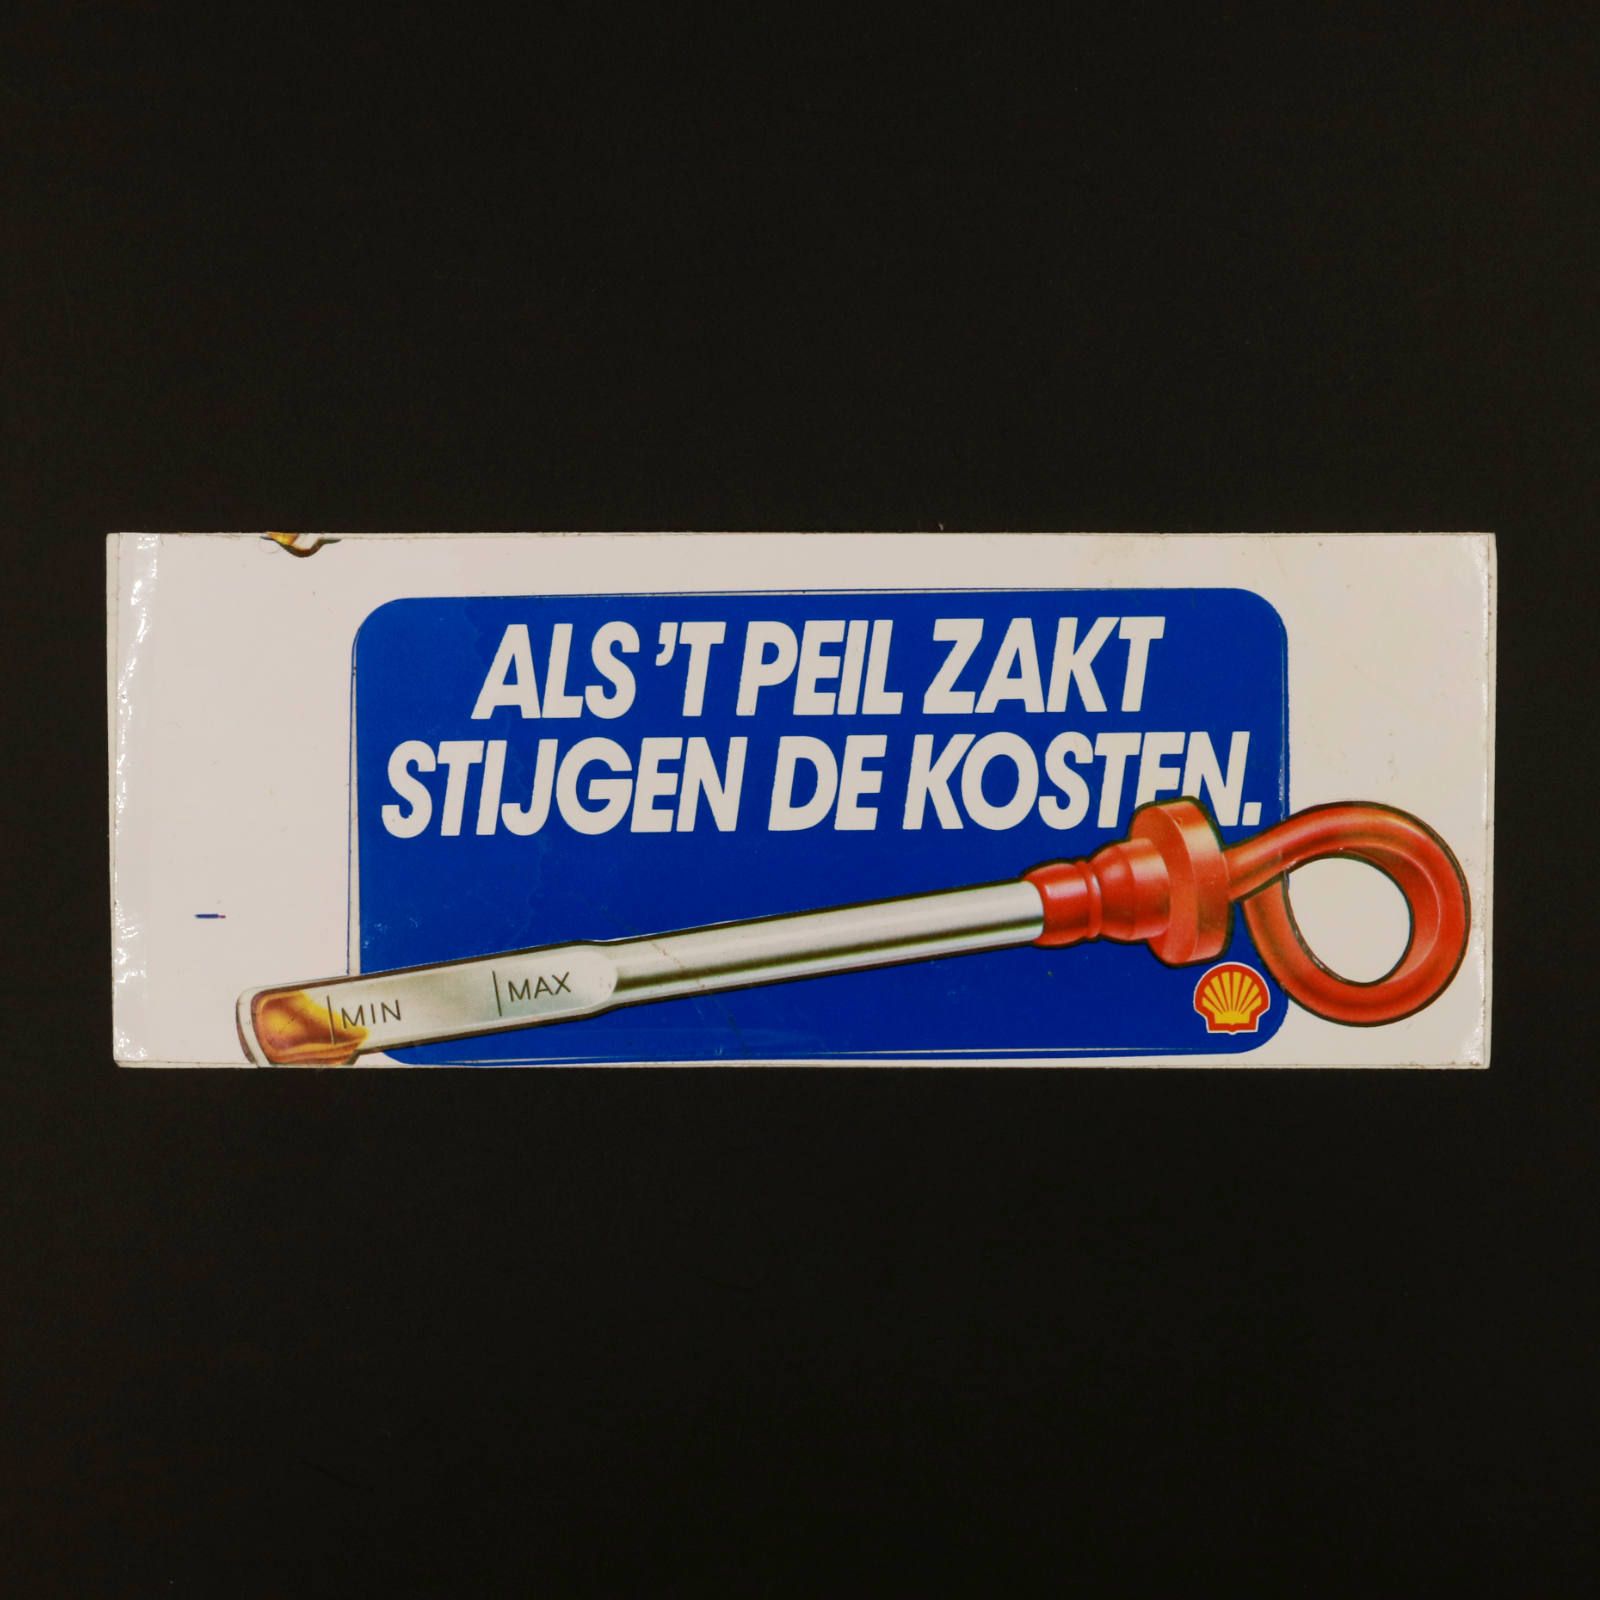 ALS 'T PEIL ZAKT
STIJGEN DE KOSTEN.
MIN
MAX